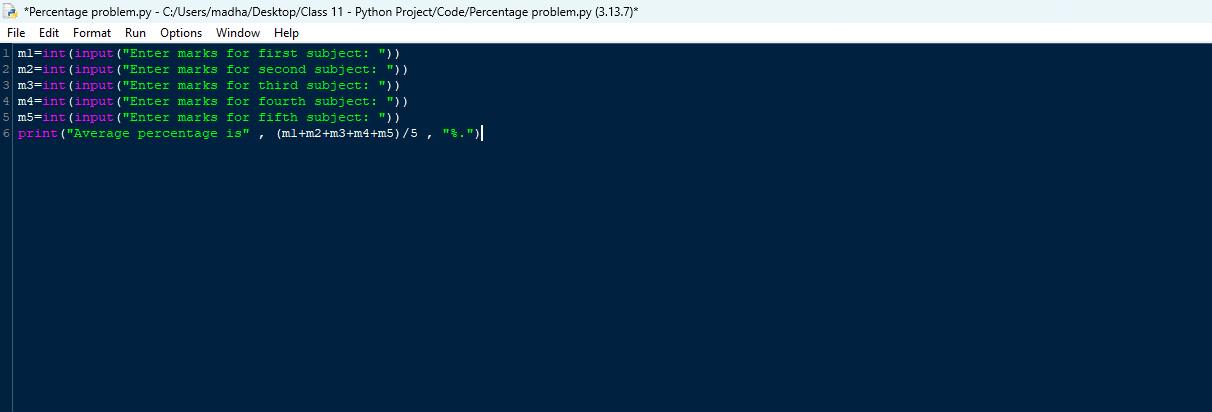 *Percentage problem.py - C:/Users/madha/Desktop/Class 11 - Python Project/Code/Percentage problem.py (3.13.7)*
File Edit Format Run Options Window Help
1 m1=int(input("Enter marks for first subject: "))
2 m2=int(input("Enter marks for second subject: "))
3 m3=int(input("Enter marks for third subject: "))
4 m4=int(input("Enter marks for fourth subject: "))
5 m5=int(input("Enter marks for fifth subject: "))
6 print("Average percentage is" , (m1+m2+m3+m4+m5)/5 , "%.")